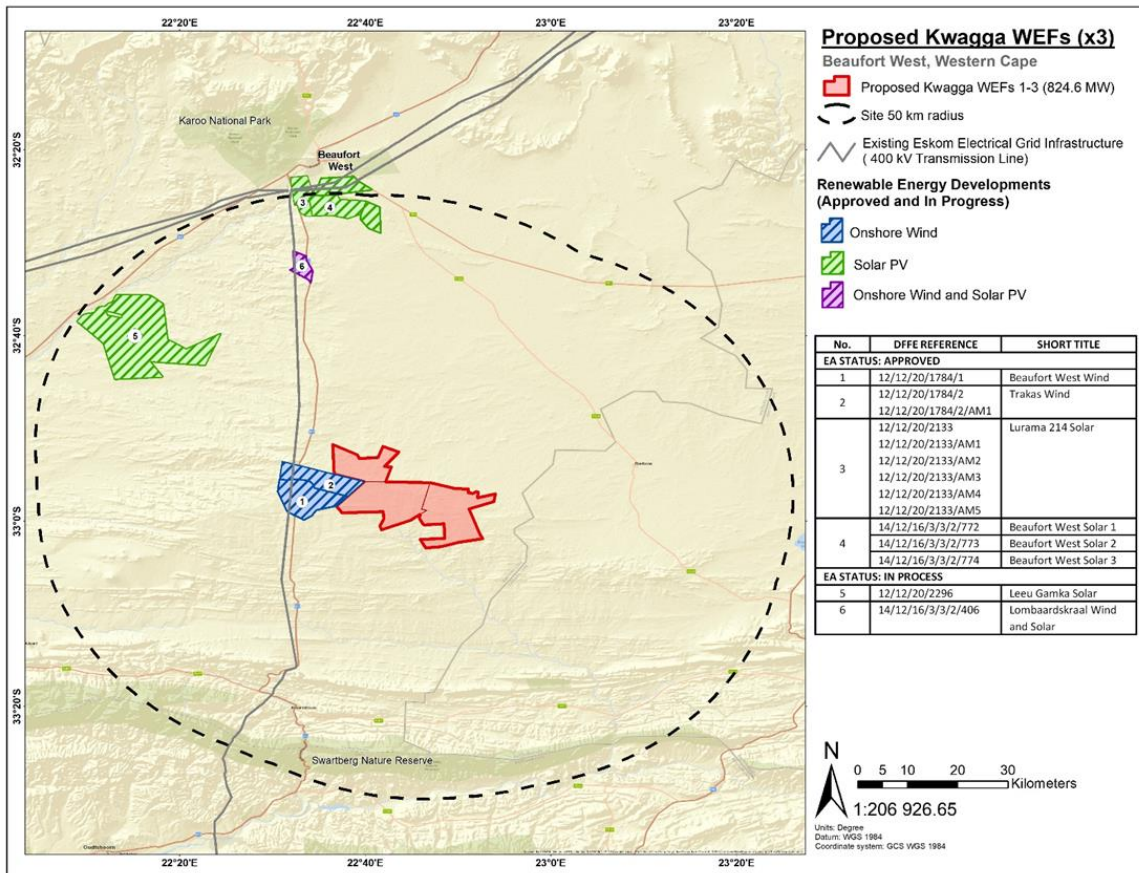 22°20'E
22°40'E
23°0'E
23°20'E
32°20'S
32°40'S
33°0'S
33°20'S
Karoo National Park
Beaufort
West
3
4
6
5
2
1
Swartberg Nature Reserve
22°20'E
22°40'E
23°0'E
23°20'E
Proposed Kwagga WEFs (x3)
Beaufort West, Western Cape
Proposed Kwagga WEFs 1-3 (824.6 MW)
Site 50 km radius
Existing Eskom Electrical Grid Infrastructure
( 400 kV Transmission Line)
Renewable Energy Developments
(Approved and In Progress)
Onshore Wind
Solar PV
Onshore Wind and Solar PV
No. DFFE REFERENCE SHORT TITLE
EA STATUS: APPROVED
1 12/12/20/1784/1 Beaufort West Wind
2 12/12/20/1784/2 Trakas Wind
12/12/20/1784/2/AM1
3 12/12/20/2133 Lurama 214 Solar
12/12/20/2133/AM1
12/12/20/2133/AM2
12/12/20/2133/AM3
12/12/20/2133/AM4
12/12/20/2133/AM5
4 14/12/16/3/3/2/772 Beaufort West Solar 1
14/12/16/3/3/2/773 Beaufort West Solar 2
14/12/16/3/3/2/774 Beaufort West Solar 3
EA STATUS: IN PROCESS
5 12/12/20/2296 Leeu Gamka Solar
6 14/12/16/3/3/2/406 Lombaardskraal Wind
and Solar
N
0 5 10 20 30
Kilometers
1:206 926.65
Units: Degree
Datum: WGS 1984
Coordinate system: GCS WGS 1984